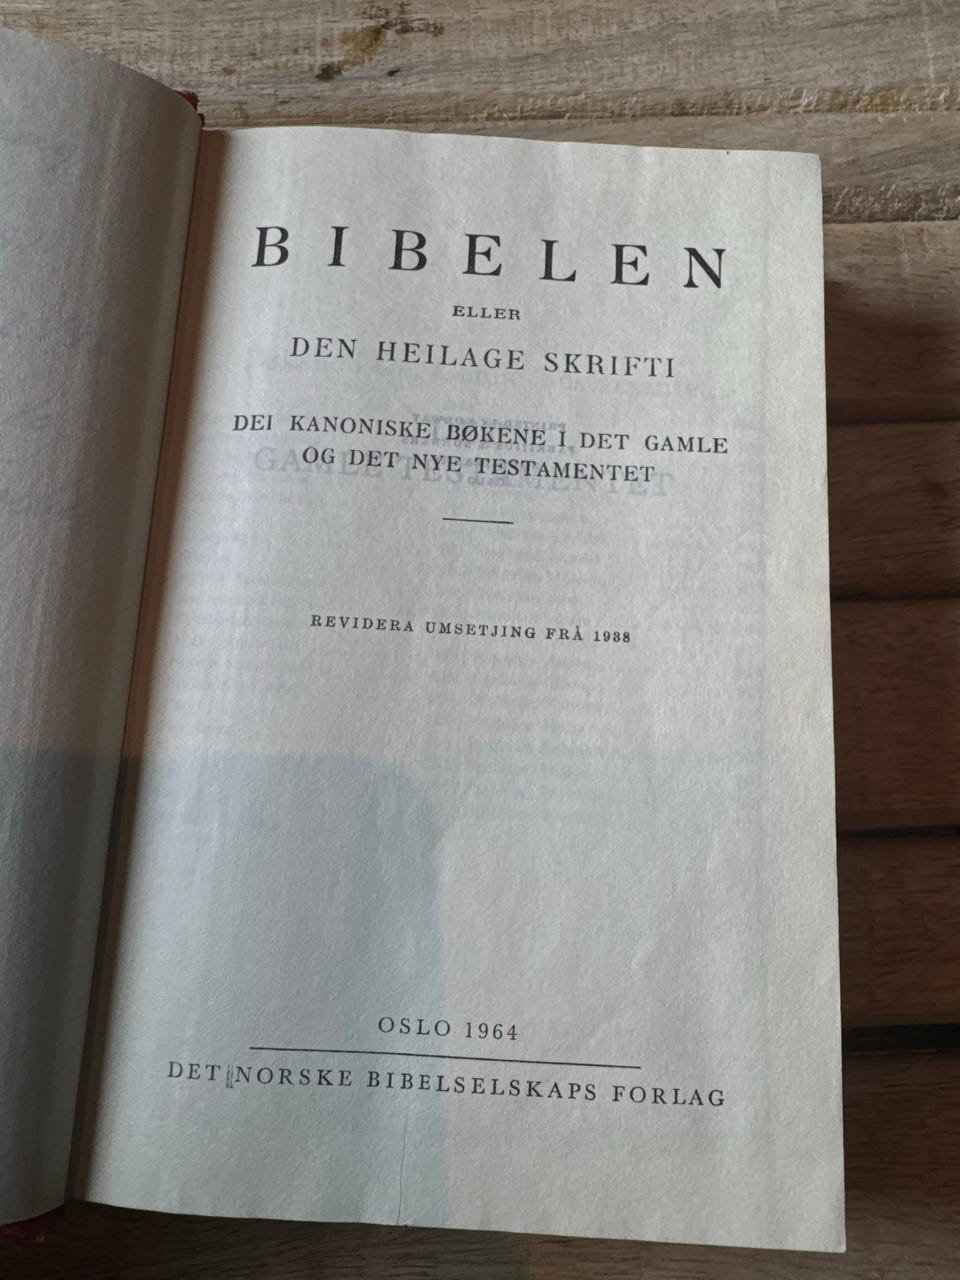 BIBELEN
ELLER
DEN HEILAGE SKRIFTI
DEI KANONISKE BØKENE I DET GAMLE
OG DET NYE TESTAMENTET
REVIDERA UMSETJING FRÅ 1938
OSLO 1964
DET NORSKE BIBELSELSKAPS FORLAG